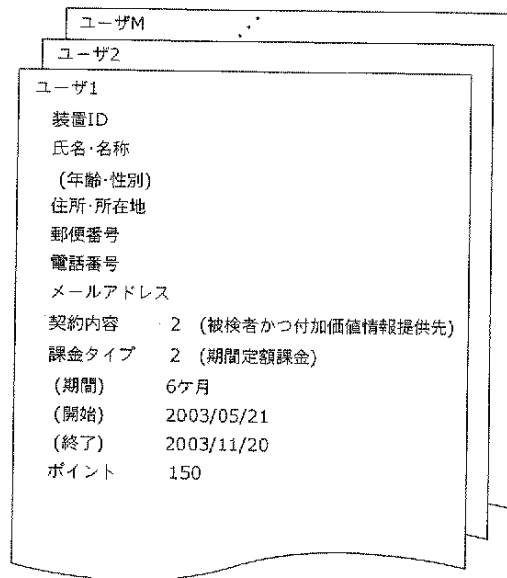 ユーザM
ユーザ2
ユーザ1
装置ID
氏名・名称
(年齢・性別)
住所・所在地
郵便番号
電話番号
メールアドレス
契約内容 2 (被検者かつ付加価値情報提供先)
課金タイプ 2 (期間定額課金)
(期間) 6ケ月
(開始) 2003/05/21
(終了) 2003/11/20
ポイント 150